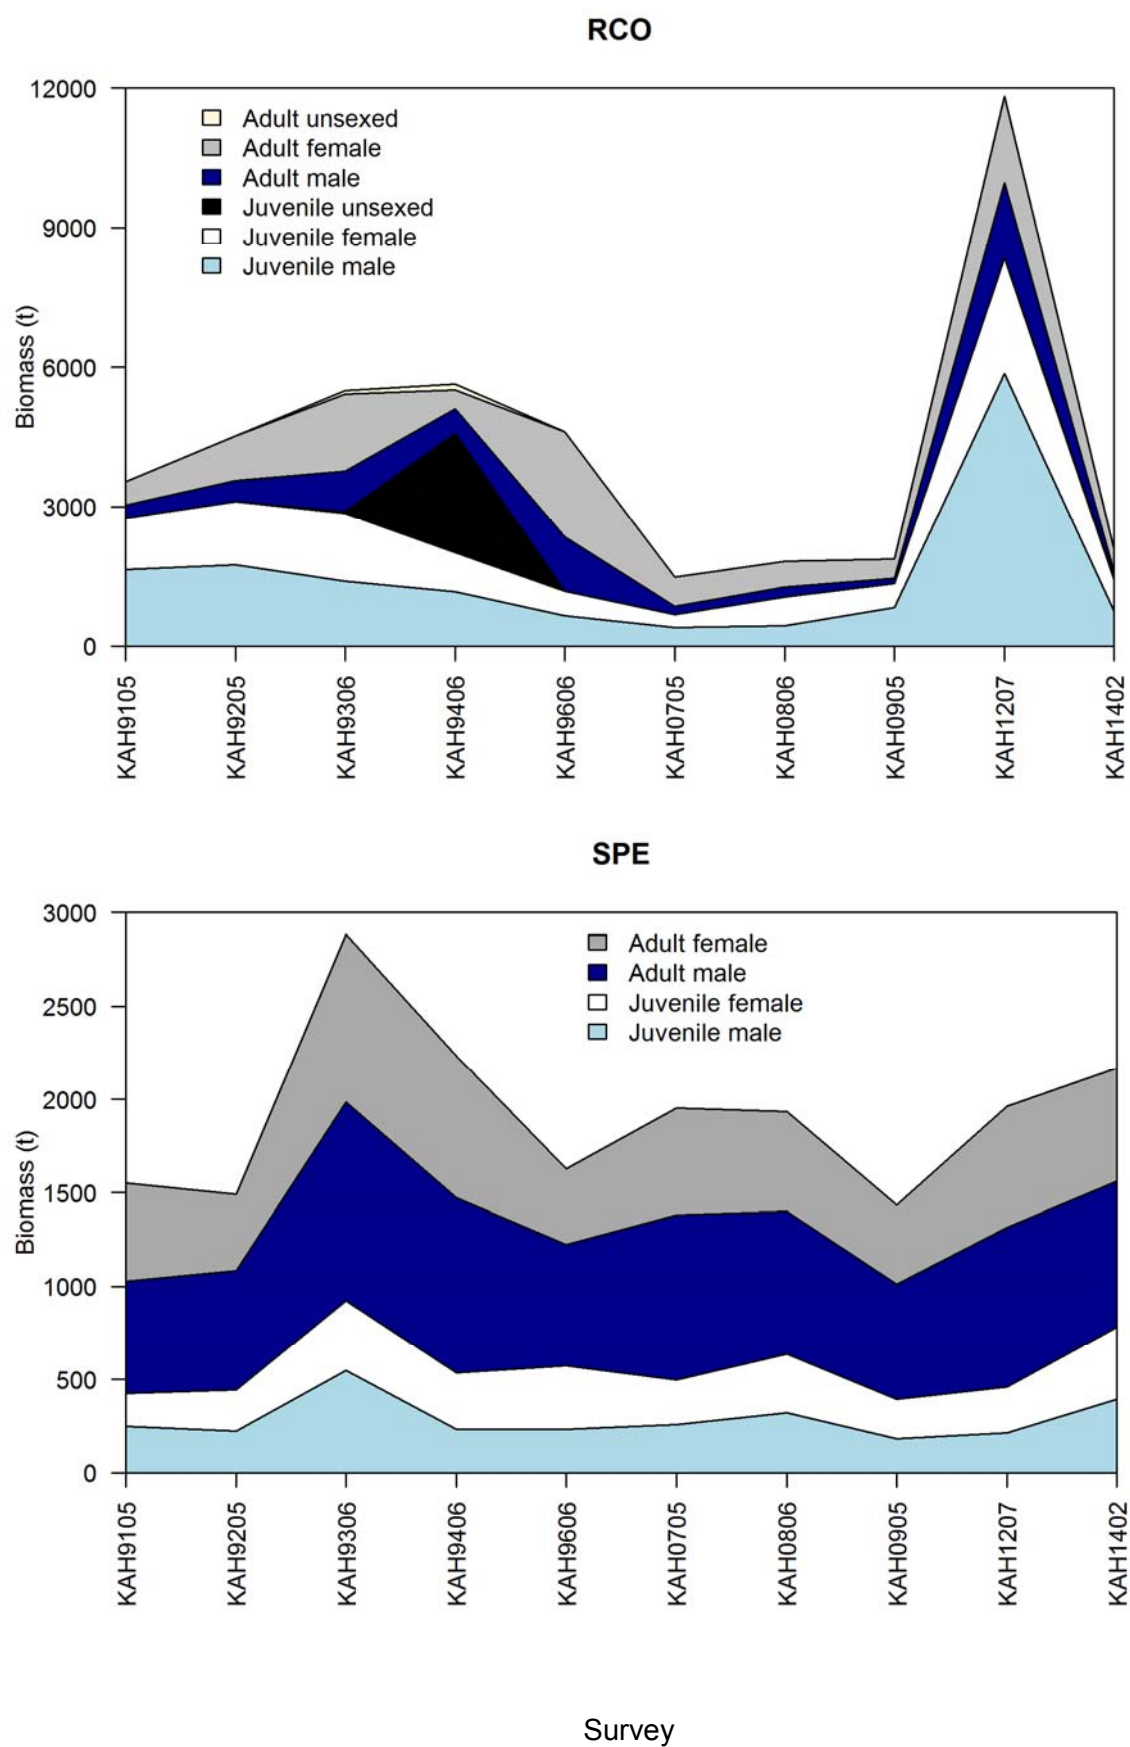 RCO
12000
9000
6000
3000
0
Biomass (t)
Adult unsexed
Adult female
Adult male
Juvenile unsexed
Juvenile female
Juvenile male
KAH9105
KAH9205
KAH9306
KAH9406
KAH9606
KAH0705
KAH0806
KAH0905
KAH1207
KAH1402
SPE
3000
2500
2000
1500
1000
500
0
Biomass (t)
Adult female
Adult male
Juvenile female
Juvenile male
KAH9105
KAH9205
KAH9306
KAH9406
KAH9606
KAH0705
KAH0806
KAH0905
KAH1207
KAH1402
Survey